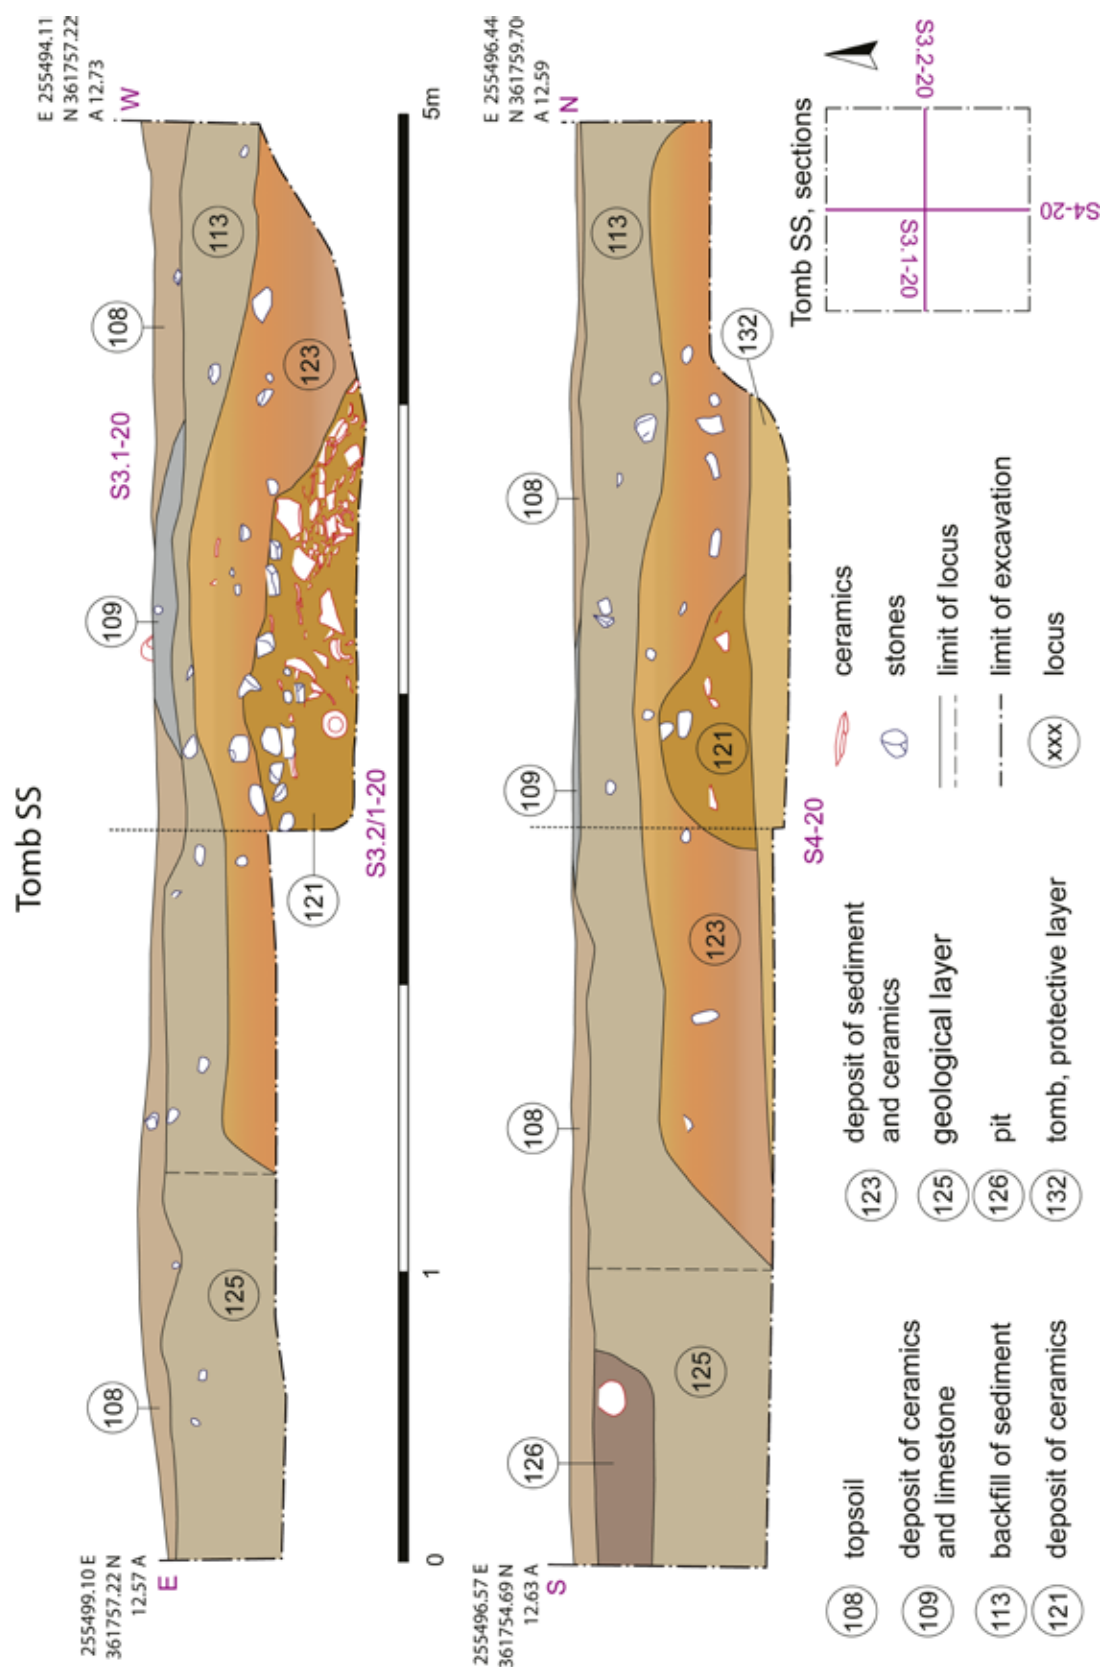 Tomb SS
E 255494.11
N 361757.22
A 12.73
W
S3.1-20
108
113
109
123
121
S3.2/1-20
125
108
255499.10 E
361757.22 N
12.57 A
E
0
1
5m
E 255496.44
N 361759.70
A 12.59
N
113
132
108
109
121
S4-20
123
108
125
126
255496.57 E
361754.69 N
12.63 A
S
Tomb SS, sections
S3.2-20
S3.1-20
S4-20
108 topsoil
109 deposit of ceramics
and limestone
113 backfill of sediment
121 deposit of ceramics
123 deposit of sediment
and ceramics
125 geological layer
126 pit
132 tomb, protective layer
ceramics
stones
limit of locus
limit of excavation
xxx locus